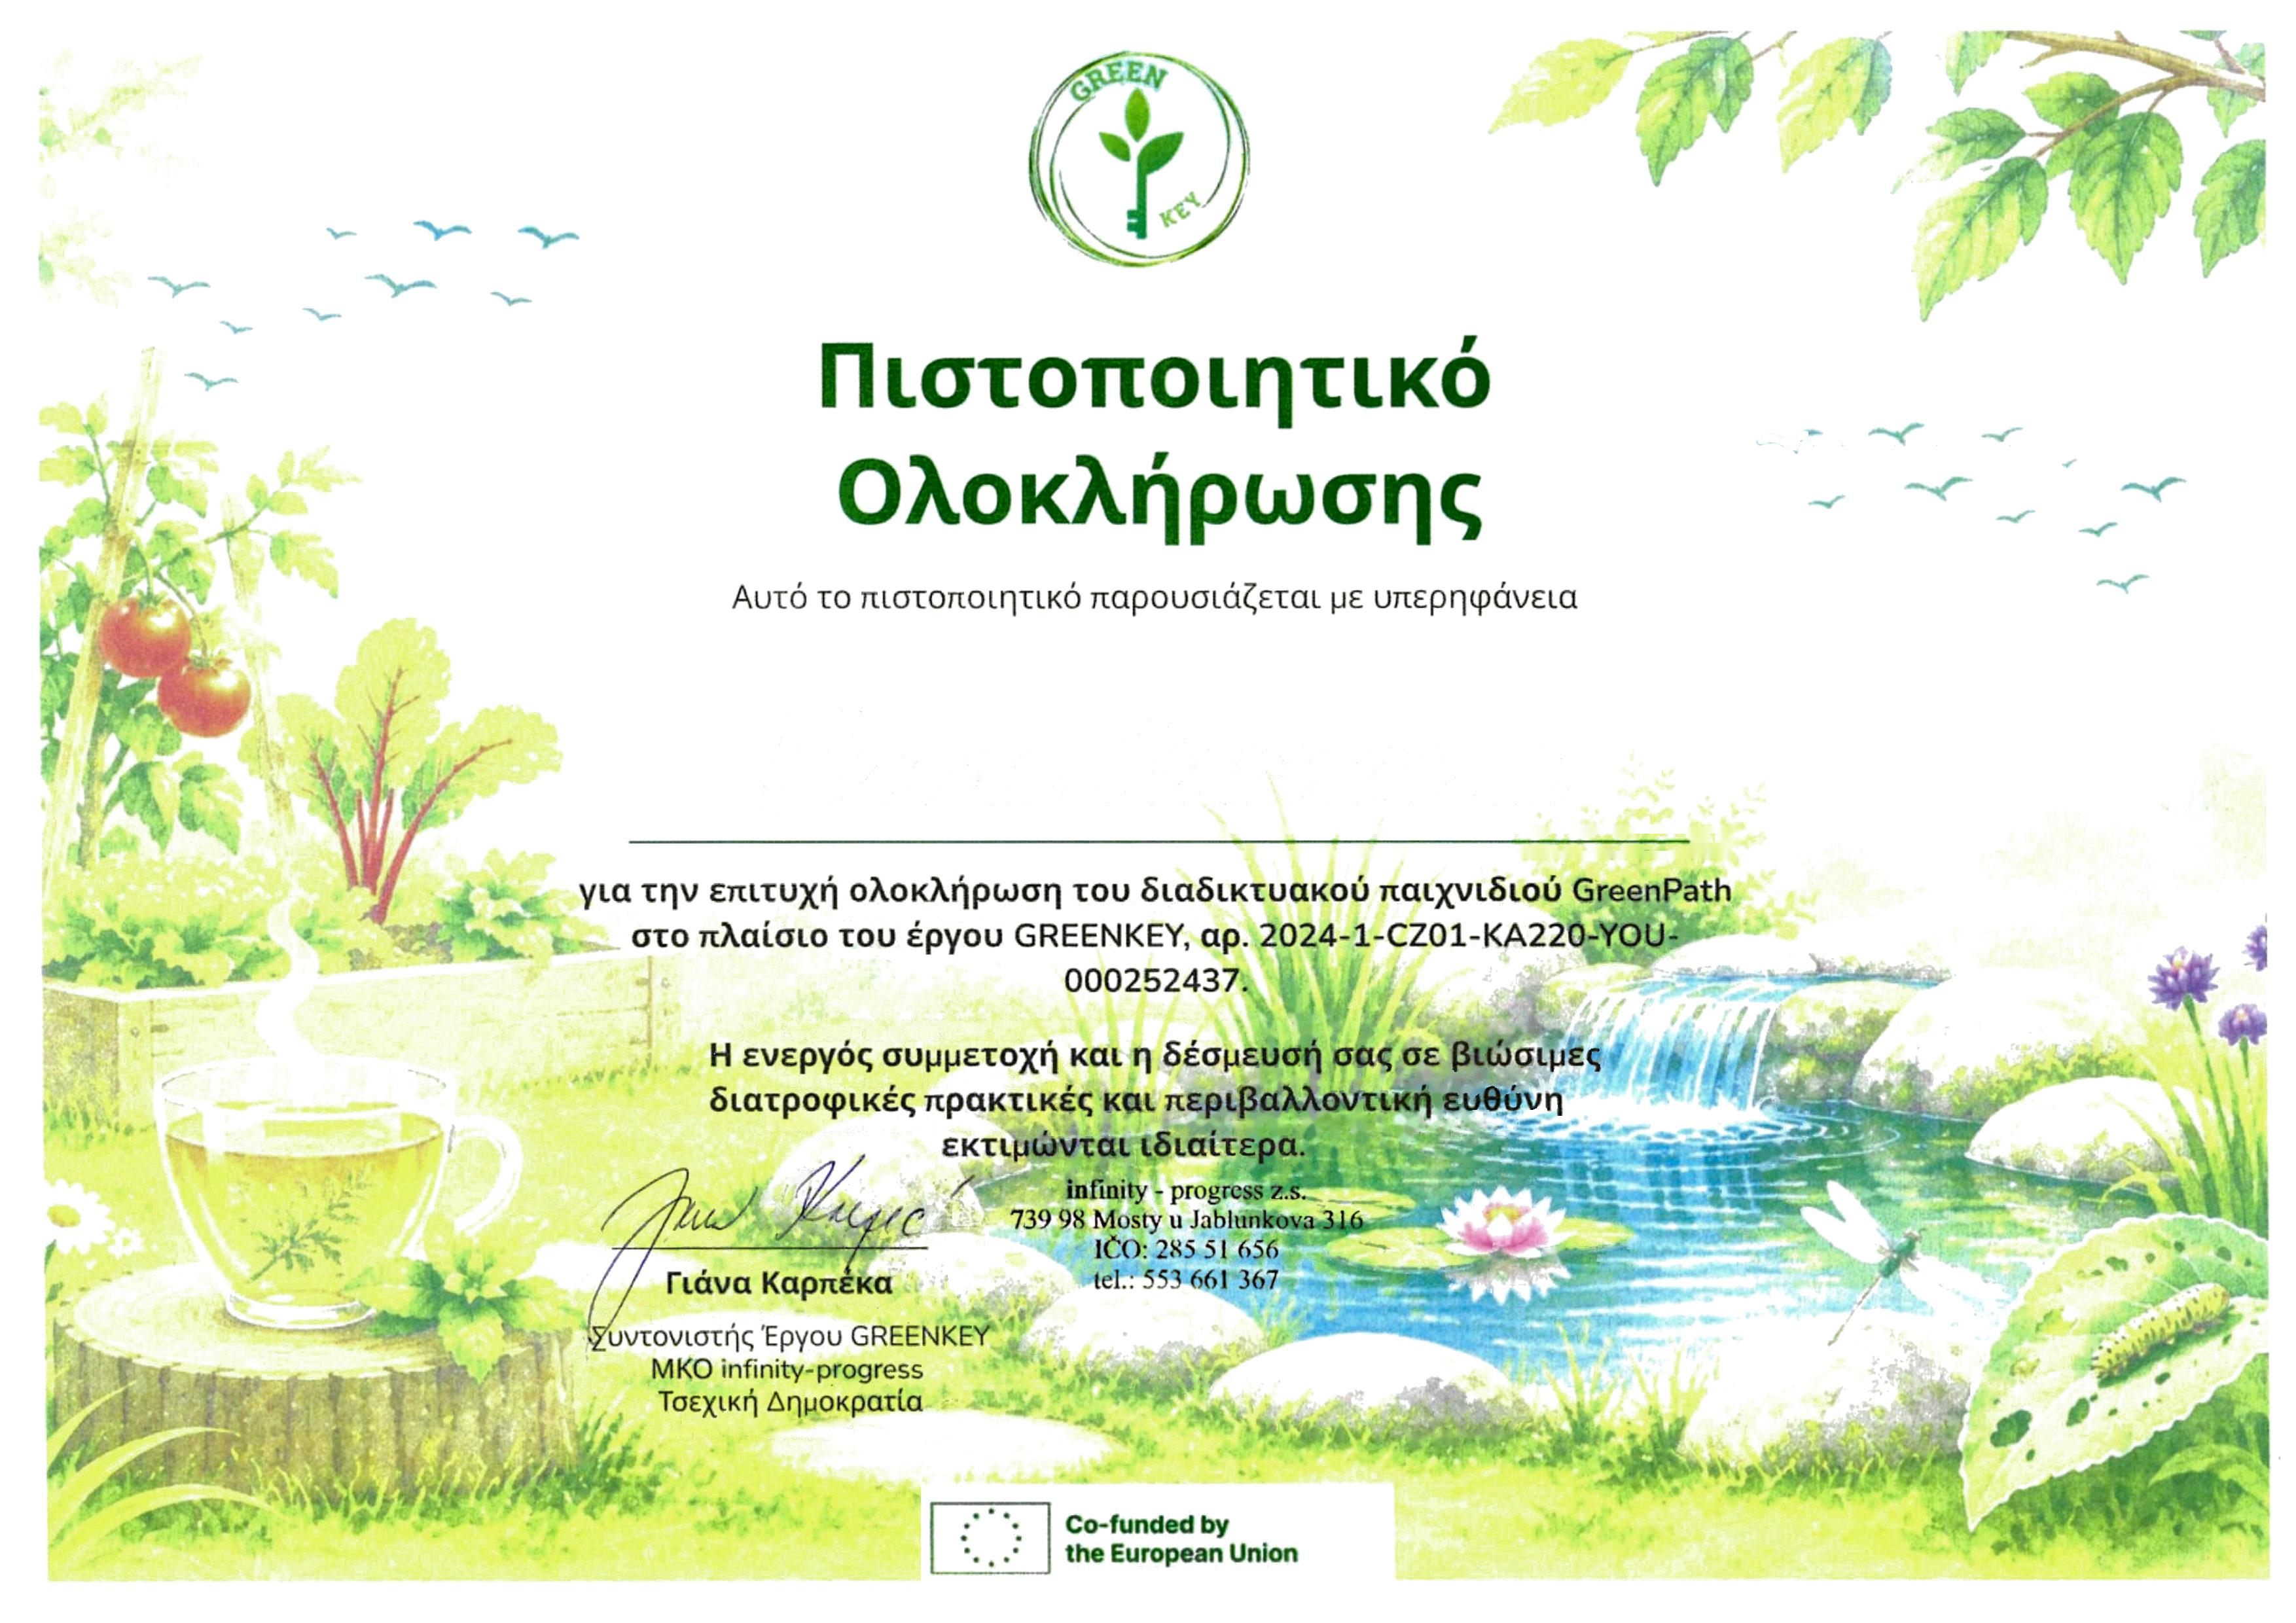 GREEN
KEY
Πιστοποιητικό
Ολοκλήρωσης
Αυτό το πιστοποιητικό παρουσιάζεται με υπερηφάνεια
για την επιτυχή ολοκλήρωση του διαδικτυακού παιχνιδιού GreenPath
στο πλαίσιο του έργου GREENKEY, αρ. 2024-1-CZ01-KA220-YOU-
000252437.
Η ενεργός συμμετοχή και η δέσμευσή σας σε βιώσιμες
διατροφικές πρακτικές και περιβαλλοντική ευθύνη
εκτιμώνται ιδιαίτερα.
infinity - progress z.s.
739 98 Mosty u Jablunkova 316
IČO: 285 51 656
tel.: 553 661 367
Γιάνα Καρπέκα
Συντονιστής Έργου GREENKEY
ΜΚΟ infinity-progress
Τσεχική Δημοκρατία
Co-funded by
the European Union